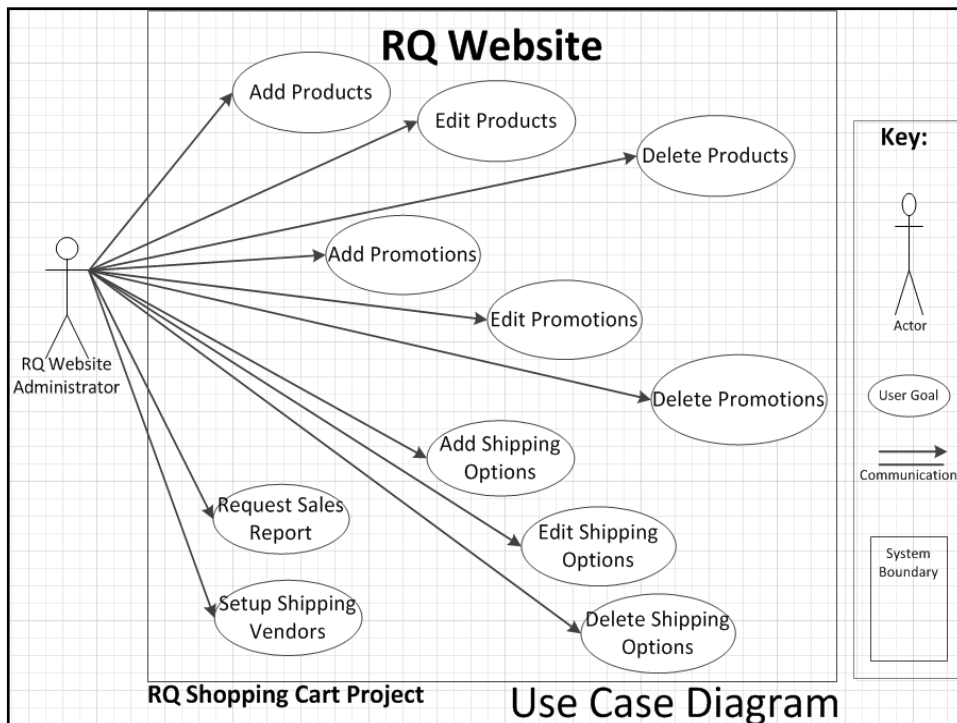 RQ Website
Add Products
Edit Products
Delete Products
Add Promotions
Edit Promotions
Delete Promotions
Add Shipping
Options
Edit Shipping
Options
Delete Shipping
Options
Request Sales
Report
Setup Shipping
Vendors
RQ Website
Administrator
Key:
Actor
User Goal
Communication
System
Boundary
RQ Shopping Cart Project
Use Case Diagram